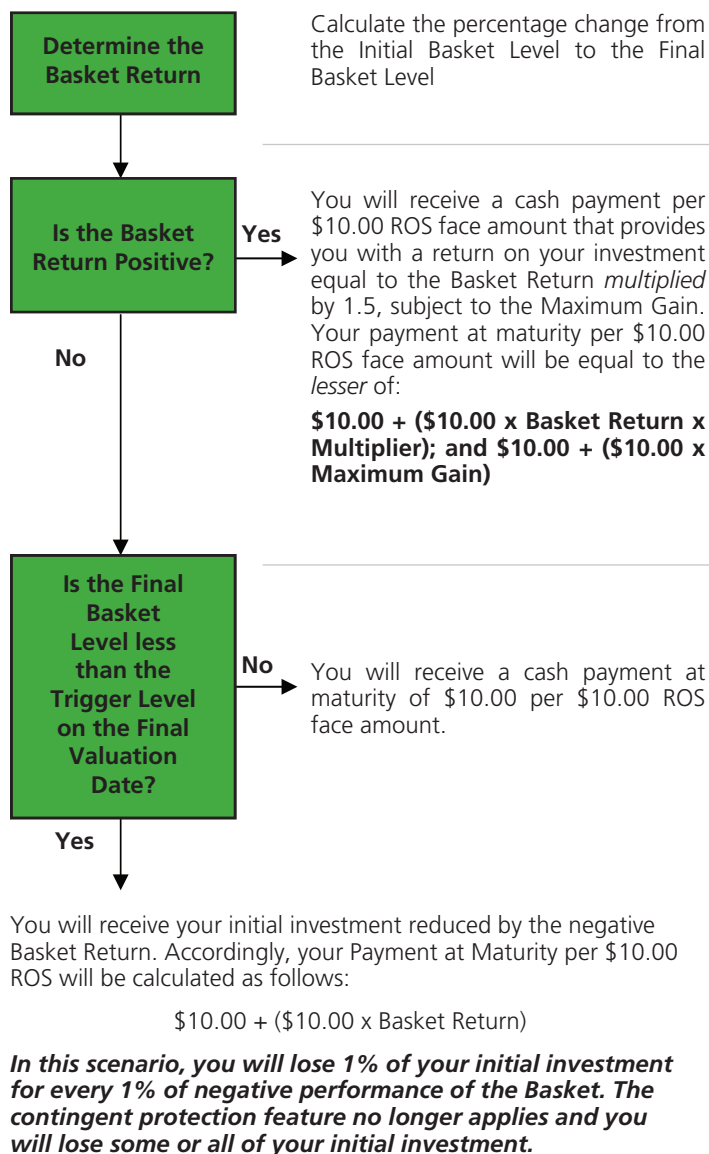 Determine the
Basket Return
Calculate the percentage change from
the Initial Basket Level to the Final
Basket Level
Is the Basket
Return Positive?
Yes
You will receive a cash payment per
$10.00 ROS face amount that provides
you with a return on your investment
equal to the Basket Return multiplied
by 1.5, subject to the Maximum Gain.
Your payment at maturity per $10.00
ROS face amount will be equal to the
lesser of:
$10.00 + ($10.00 x Basket Return x
Multiplier); and $10.00 + ($10.00 x
Maximum Gain)
No
Is the Final
Basket
Level less
than the
Trigger Level
on the Final
Valuation
Date?
No
You will receive a cash payment at
maturity of $10.00 per $10.00 ROS
face amount.
Yes
You will receive your initial investment reduced by the negative
Basket Return. Accordingly, your Payment at Maturity per $10.00
ROS will be calculated as follows:
$10.00 + ($10.00 x Basket Return)
In this scenario, you will lose 1% of your initial investment
for every 1% of negative performance of the Basket. The
contingent protection feature no longer applies and you
will lose some or all of your initial investment.